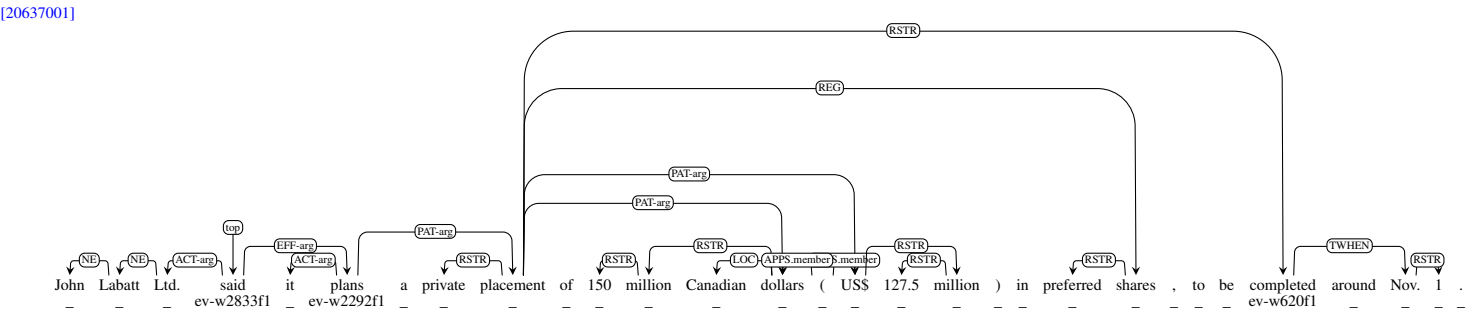 [20637001]
RSTR
REG
PAT-arg
PAT-arg
top
PAT-arg
EFF-arg RSTR RSTR TWHEN
NE NE ACT-arg ACT-arg RSTR RSTR LOC APPS.member S.member RSTR RSTR RSTR
John Labatt Ltd. said it plans a private placement of 150 million Canadian dollars ( US$ 127.5 million ) in preferred shares , to be completed around Nov. 1 .
_ _ _ ev-w2833f1 _ ev-w2292f1 _ _ _ _ _ _ _ _ _ _ _ _ _ _ _ _ _ _ _ ev-w620f1 _ _ _ _